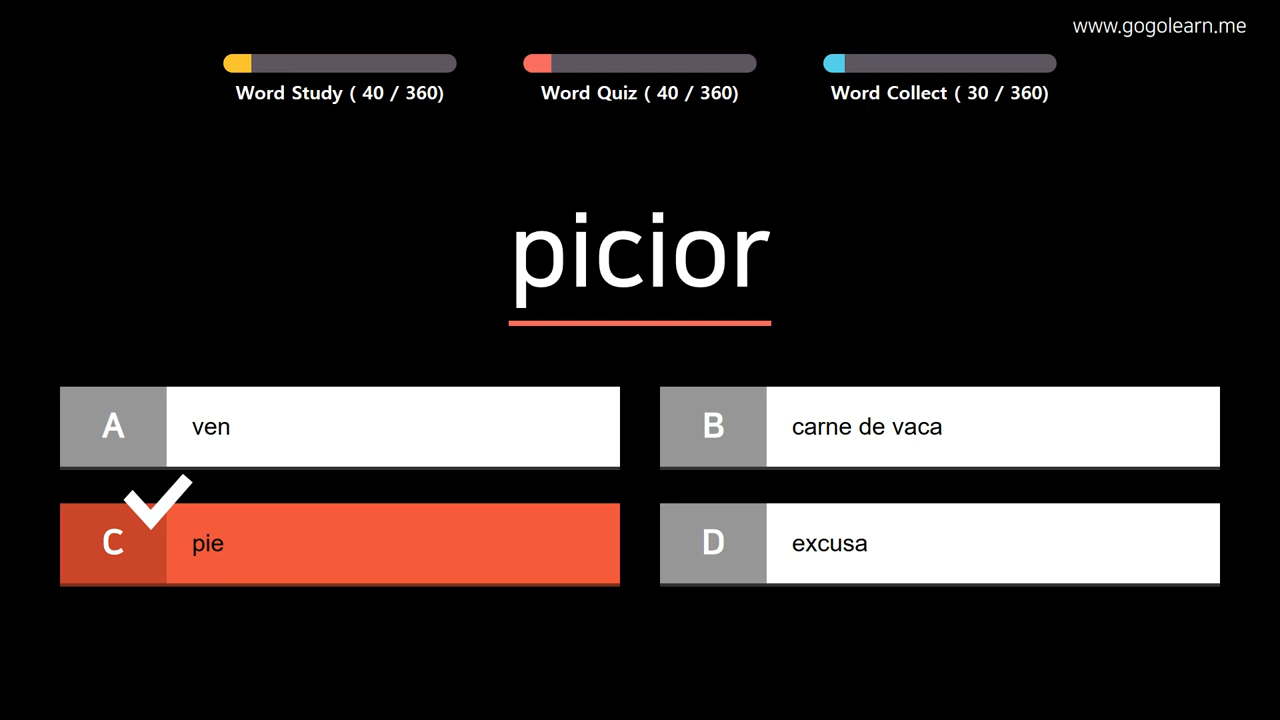 www.gogolearn.me
Word Study ( 40 / 360)
Word Quiz ( 40 / 360)
Word Collect ( 30 / 360)
picior
A
ven
B
carne de vaca
C
pie
D
excusa